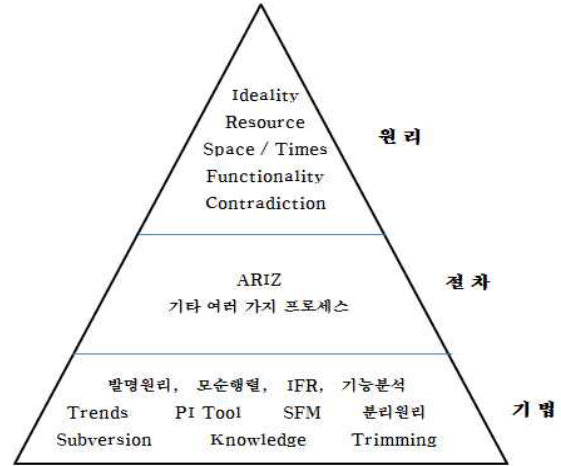 Ideality
Resource
Space / Times
Functionality
Contradiction
원 리
ARIZ
기타 여러 가지 프로세스
절 차
발명원리, 모순행렬, IFR, 기능분석
Trends PI Tool SFM 분리원리
Subversion Knowledge Trimming
기 법